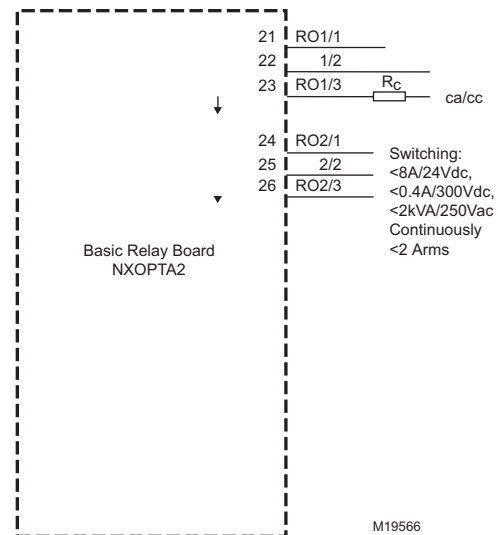 21 RO1/1
22 1/2
23 RO1/3 RC
ca/cc
24 RO2/1
25 2/2
26 RO2/3
Switching:
<8A/24Vdc,
<0.4A/300Vdc,
<2kVA/250Vac
Continuously
<2 Arms
Basic Relay Board
NXOPTA2
M19566